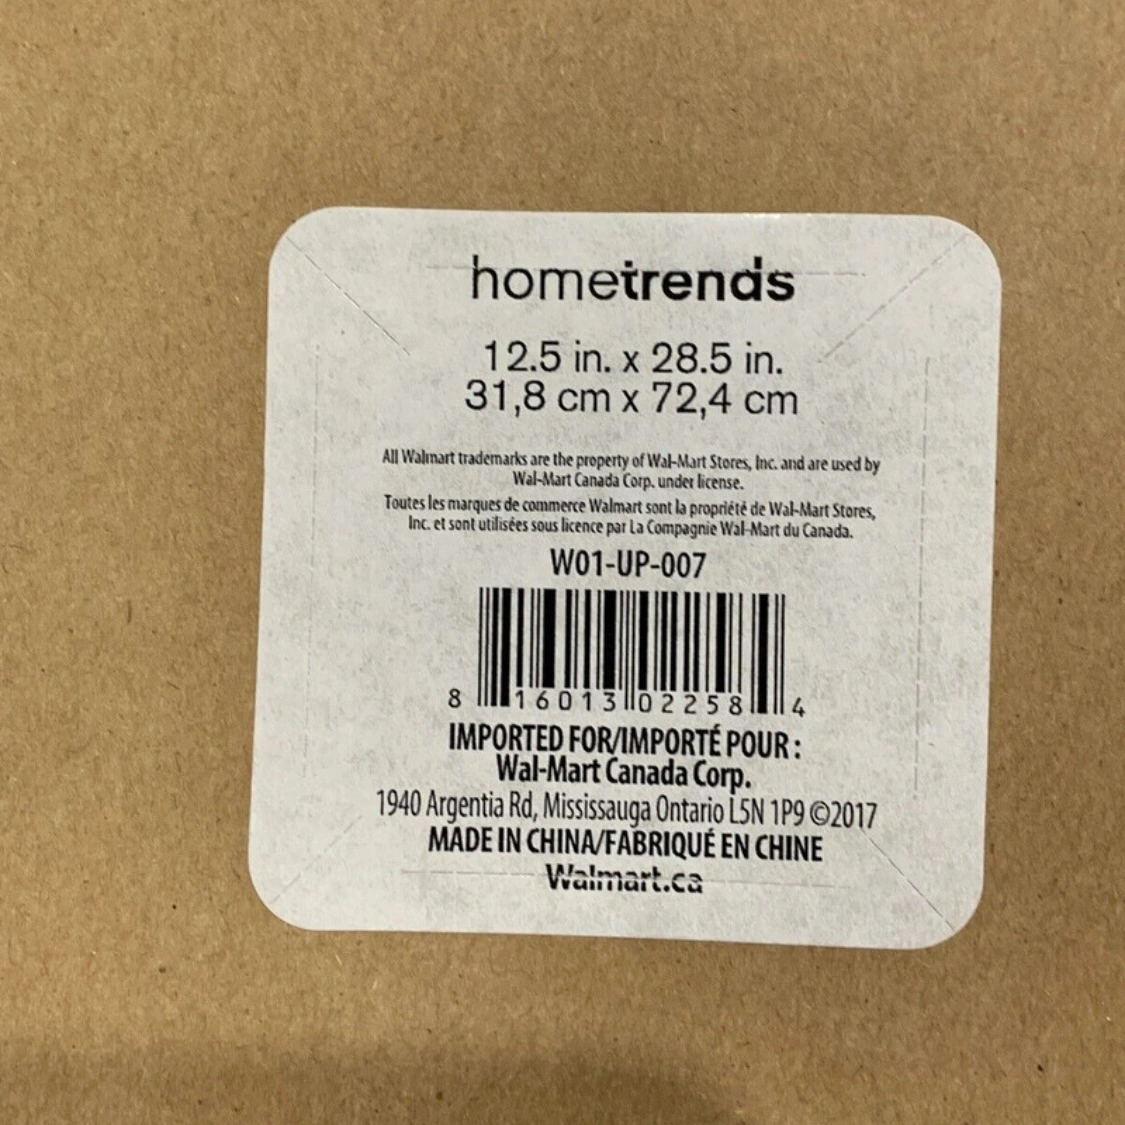 hometrends
12.5 in. x 28.5 in.
31,8 cm x 72,4 cm
All Walmart trademarks are the property of Wal-Mart Stores, Inc. and are used by
Wal-Mart Canada Corp. under license.
Toutes les marques de commerce Walmart sont la propriété de Wal-Mart Stores,
Inc. et sont utilisées sous licence par La Compagnie Wal-Mart du Canada.
W01-UP-007
8 16013 02258 4
IMPORTED FOR/IMPORTÉ POUR :
Wal-Mart Canada Corp.
1940 Argentia Rd, Mississauga Ontario L5N 1P9 ©2017
MADE IN CHINA/FABRIQUÉ EN CHINE
Walmart.ca